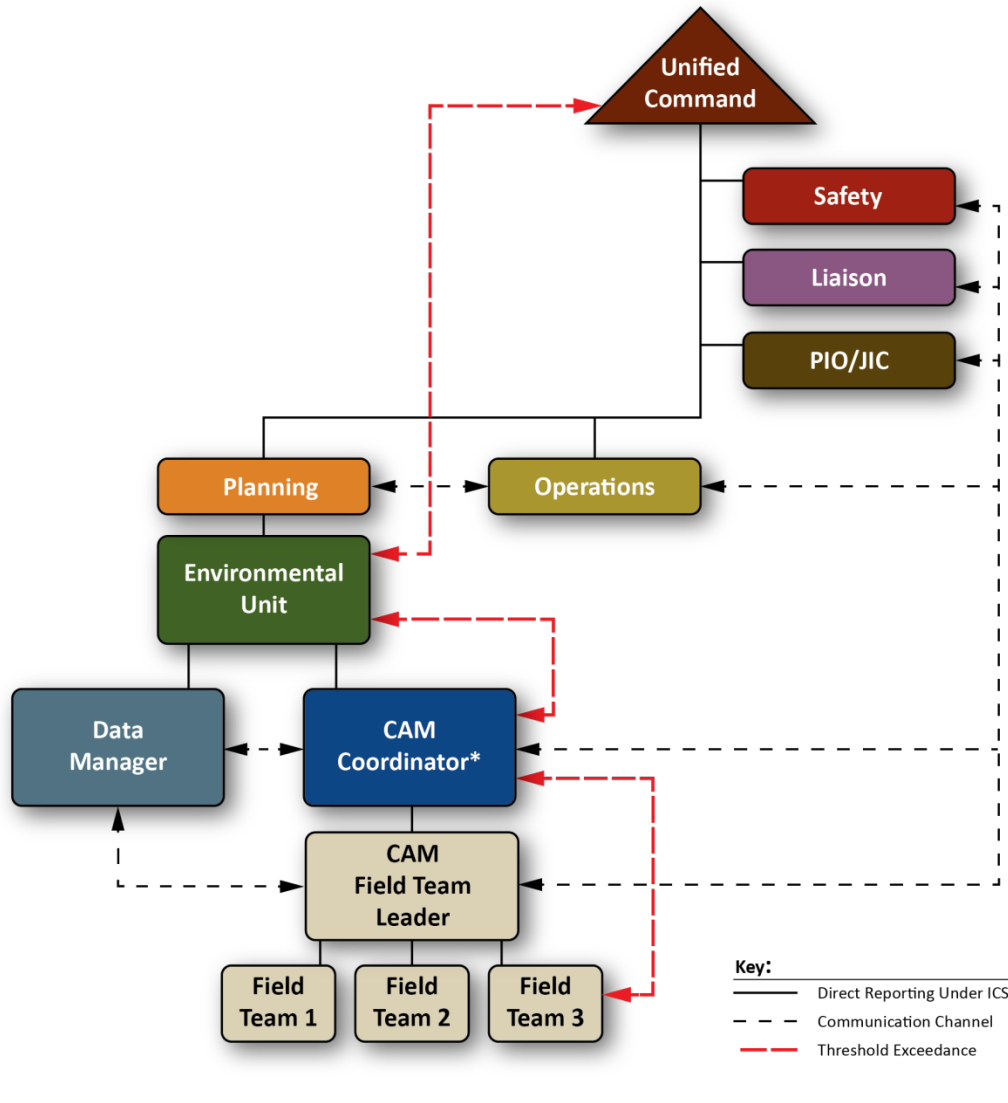 Unified
Command
Safety
Liaison
PIO/JIC
Planning
Operations
Environmental
Unit
Data
Manager
CAM
Coordinator*
CAM
Field Team
Leader
Field
Team 1
Field
Team 2
Field
Team 3
Key:
Direct Reporting Under ICS
Communication Channel
Threshold Exceedance